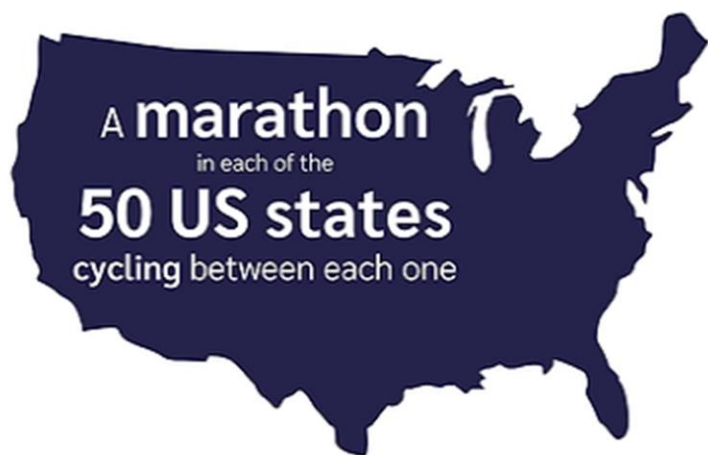 A marathon
in each of the
50 US states
cycling between each one